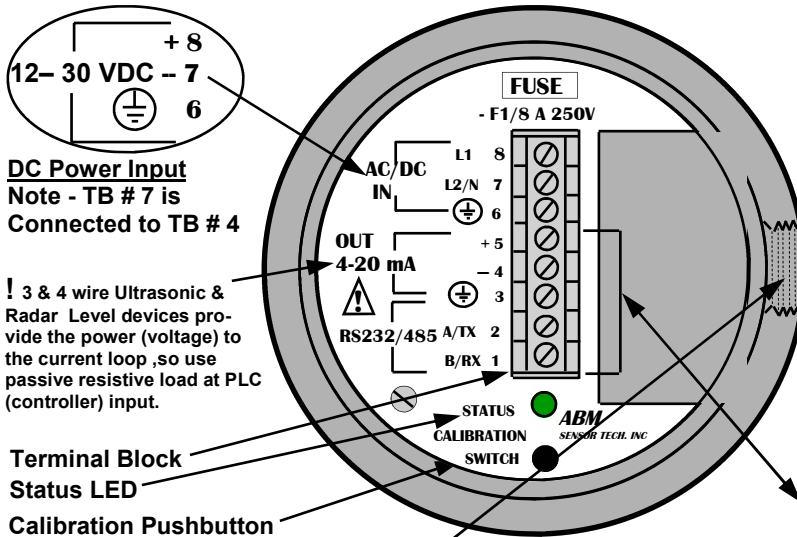 + 8
12– 30 VDC -- 7
6
DC Power Input
Note - TB # 7 is
Connected to TB # 4
! 3 & 4 wire Ultrasonic &
Radar Level devices pro-
vide the power (voltage) to
the current loop ,so use
passive resistive load at PLC
(controller) input.
Terminal Block
Status LED
Calibration Pushbutton
FUSE
- F1/8 A 250V
AC/DC
IN
L1 8
L2/N 7
6
OUT
4-20 mA
+ 5
– 4
3
!
RS232/485 A/TX 2
B/RX 1
STATUS
CALIBRATION
SWITCH
ABM
SENSOR TECH. INC